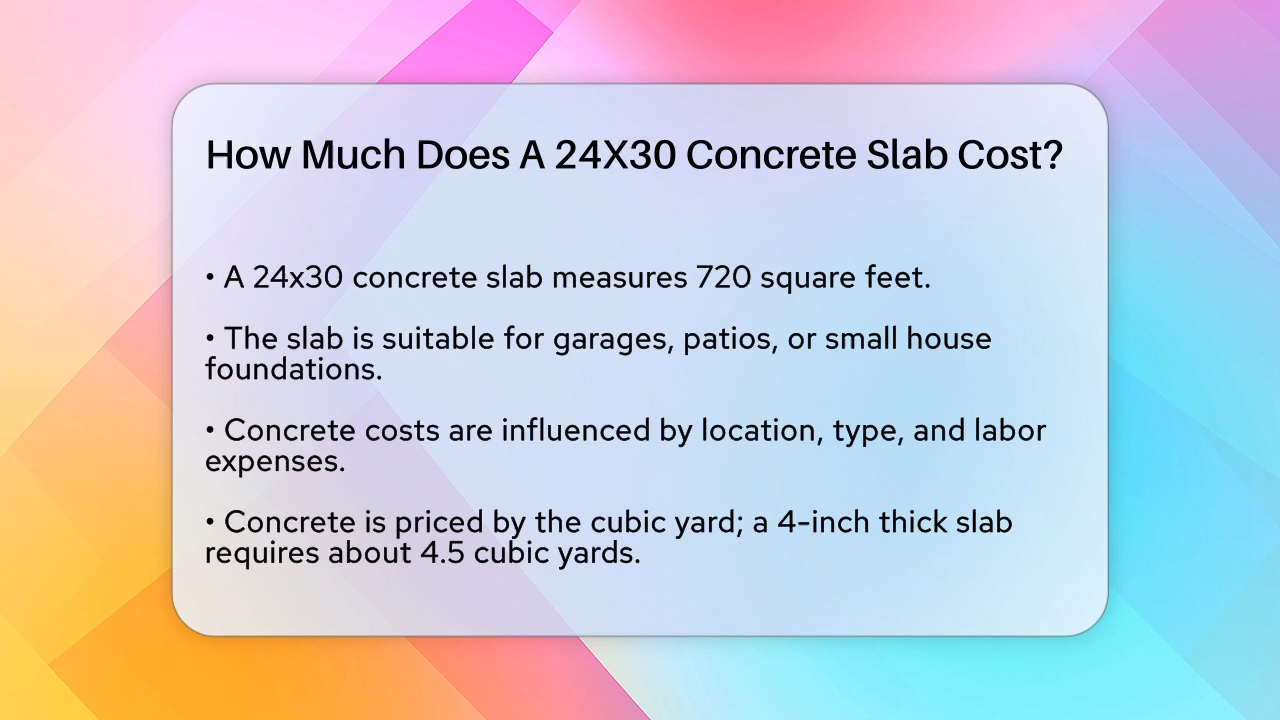 How Much Does A 24X30 Concrete Slab Cost?
• A 24x30 concrete slab measures 720 square feet.
• The slab is suitable for garages, patios, or small house
foundations.
• Concrete costs are influenced by location, type, and labor
expenses.
• Concrete is priced by the cubic yard; a 4-inch thick slab
requires about 4.5 cubic yards.